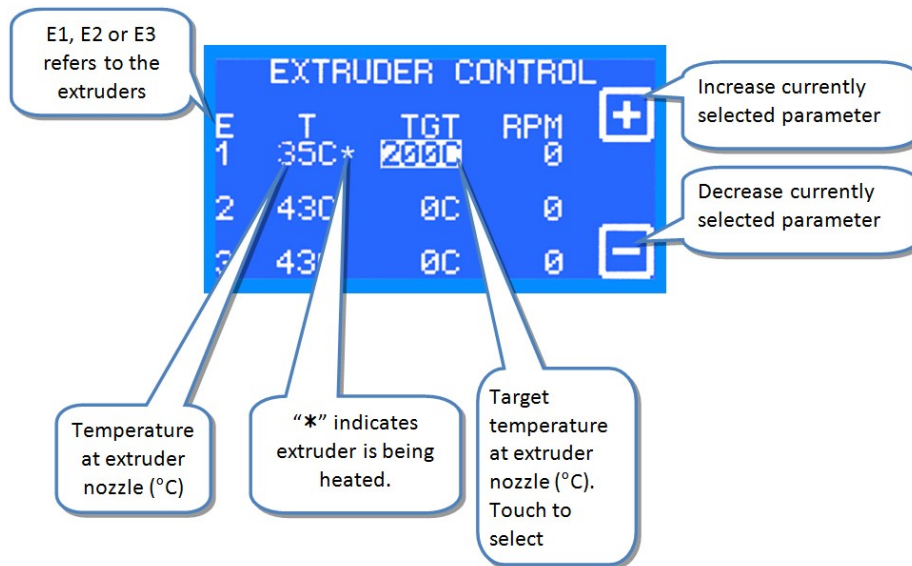 E1, E2 or E3
refers to the
extruders
EXTRUDER CONTROL
E T TGT RPM +
1 35C* 200C 0
2 43C 0C 0
3 43 0C 0 -
Increase currently
selected parameter
Decrease currently
selected parameter
Temperature
at extruder
nozzle (°C)
“*” indicates
extruder is being
heated.
Target
temperature
at extruder
nozzle (°C).
Touch to
select